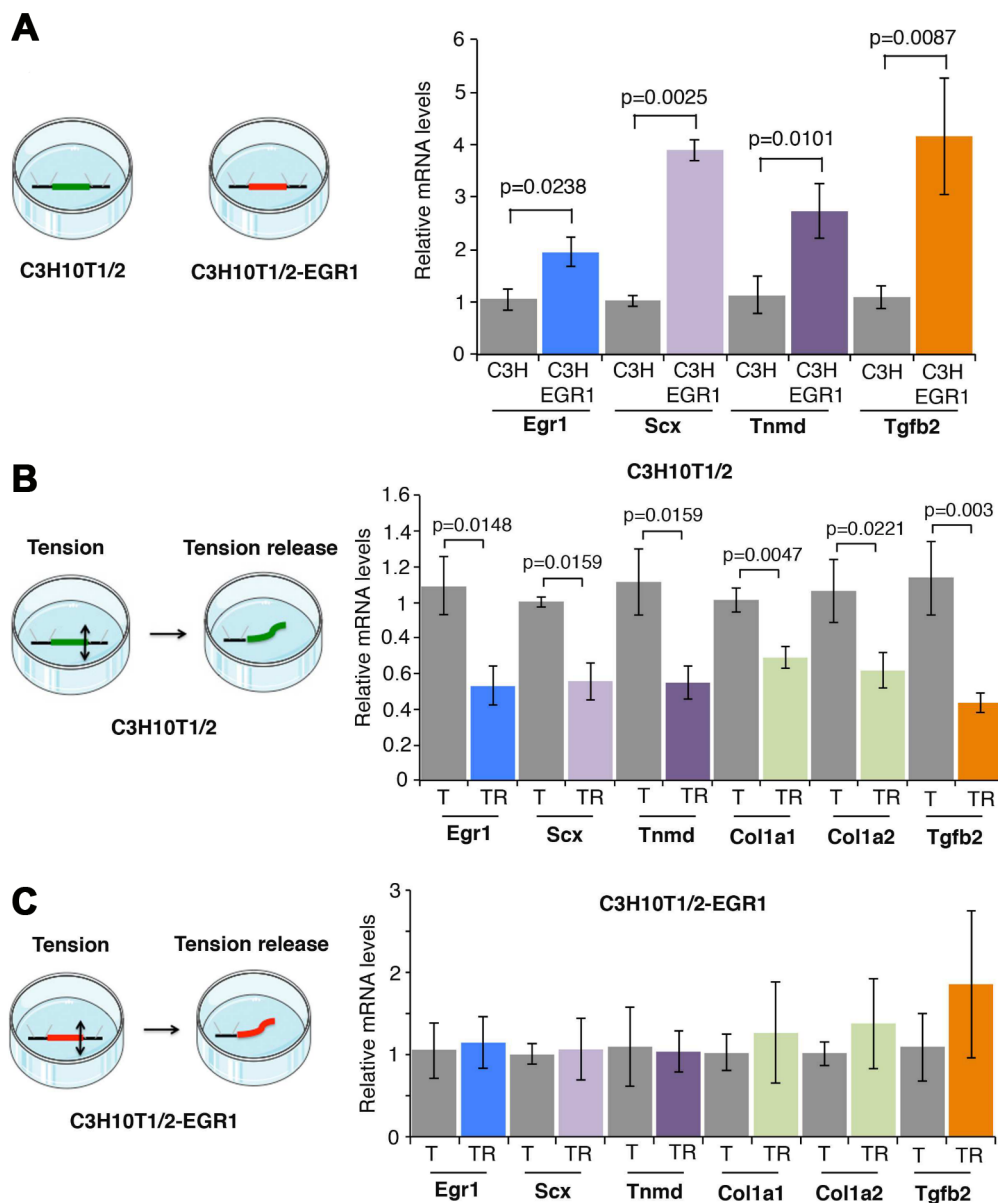 A
C3H10T1/2
C3H10T1/2-EGR1
Relative mRNA levels
6
5
4
3
2
1
0
p=0.0238
p=0.0025
p=0.0101
p=0.0087
C3H
C3H EGR1
C3H
C3H EGR1
C3H
C3H EGR1
C3H
C3H EGR1
Egr1
Scx
Tnmd
Tgfb2
B
Tension
Tension release
C3H10T1/2
C3H10T1/2
Relative mRNA levels
1.6
1.4
1.2
1
0.4
0.6
0.4
0.2
0
p=0.0148
p=0.0159
p=0.0159
p=0.0047
p=0.0221
p=0.003
T TR T TR T TR T TR T TR T TR
Egr1
Scx
Tnmd
Col1a1
Col1a2
Tgfb2
C
Tension
Tension release
C3H10T1/2-EGR1
C3H10T1/2-EGR1
Relative mRNA levels
3
2
1
0
T TR T TR T TR T TR T TR T TR
Egr1
Scx
Tnmd
Col1a1
Col1a2
Tgfb2